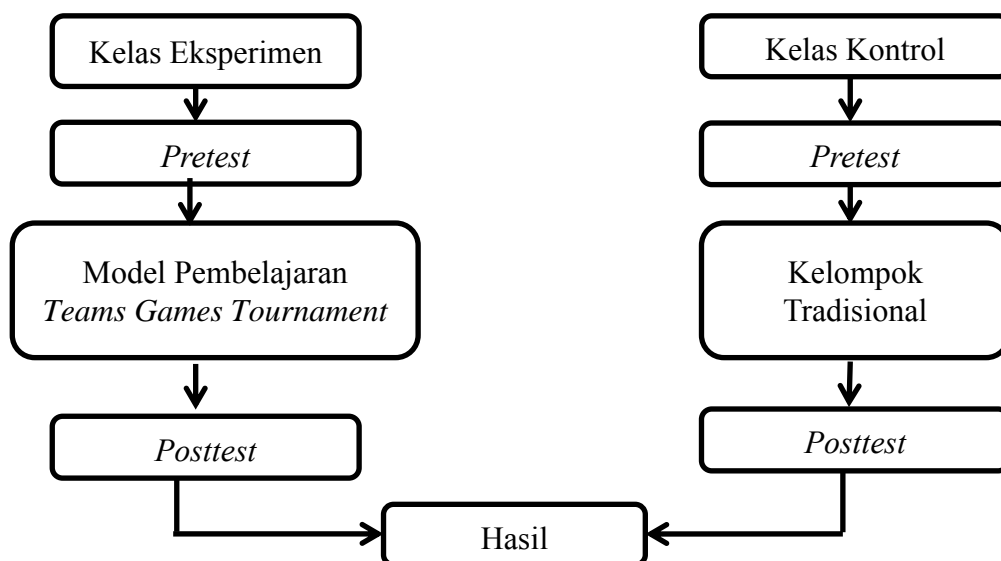 Kelas Eksperimen
Kelas Kontrol
Pretest
Pretest
Model Pembelajaran
Teams Games Tournament
Kelompok
Tradisional
Posttest
Posttest
Hasil